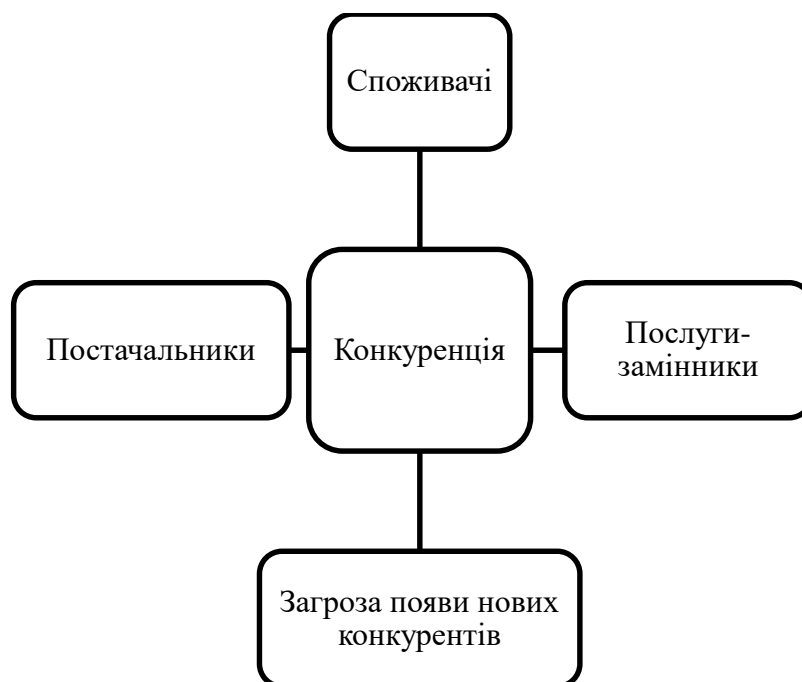 Споживачі
Постачальники
Конкуренція
Послуги-
замінники
Загроза появи нових
конкурентів